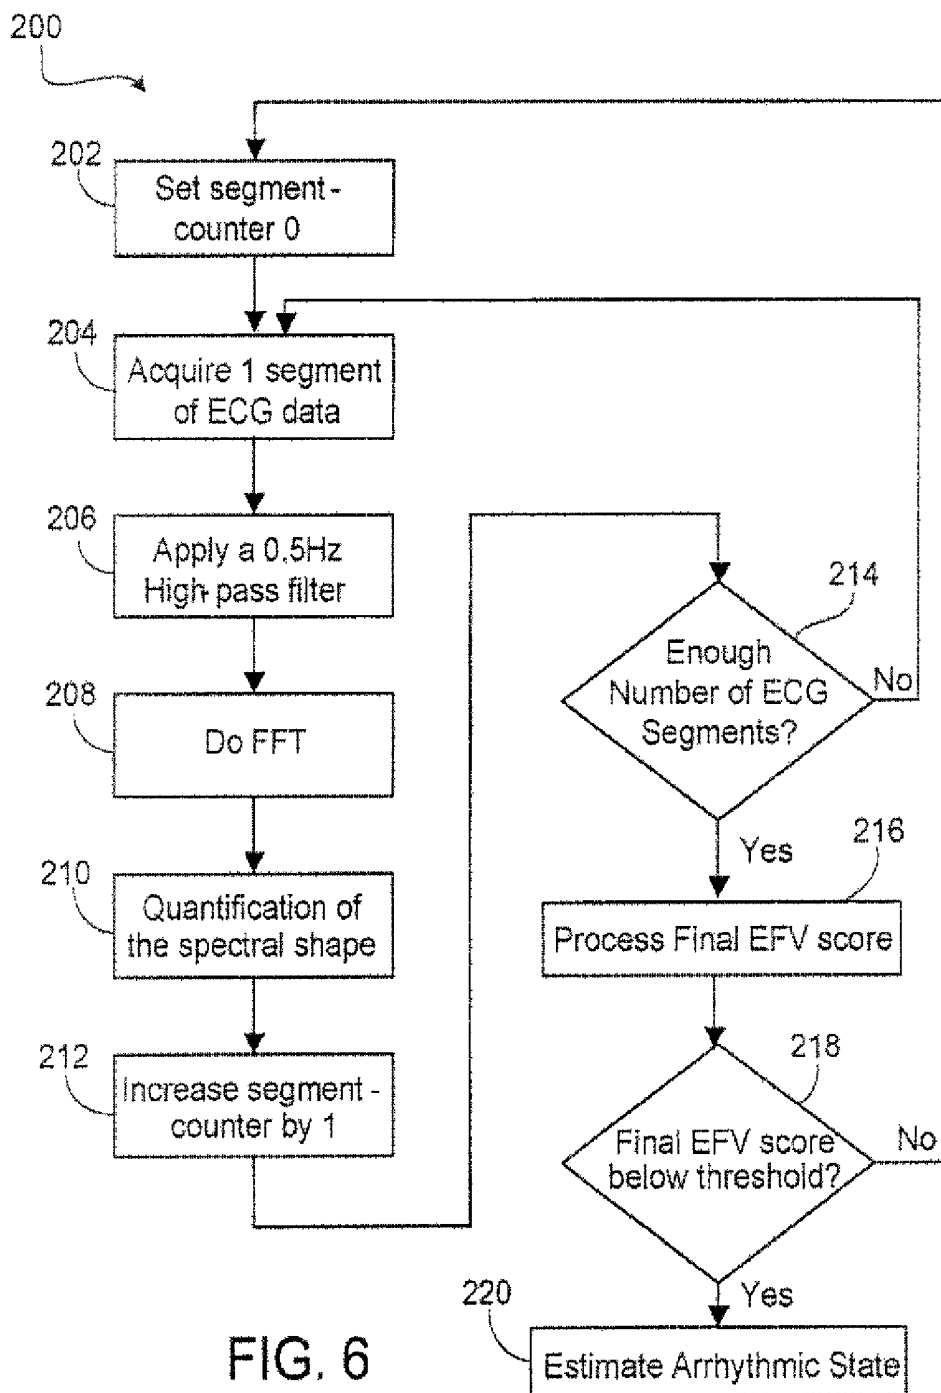 200
202
Set segment-
counter 0
204
Acquire 1 segment
of ECG data
206
Apply a 0.5Hz
High-pass filter
208
Do FFT
210
Quantification of
the spectral shape
212
Increase segment-
counter by 1
214
Enough
Number of ECG
Segments?
No
Yes
216
Process Final EFV score
218
Final EFV score
below threshold?
No
Yes
220
Estimate Arrhythmic State
FIG. 6